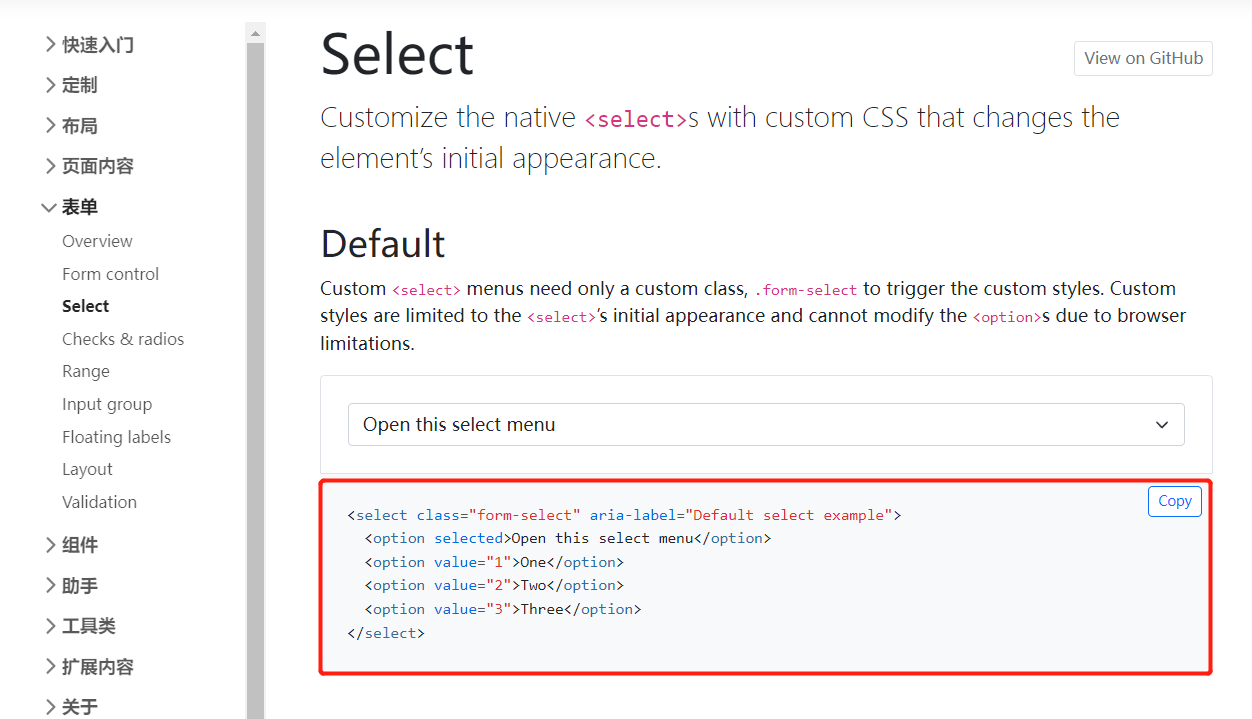 快速入门
定制
布局
页面内容
表单
Overview
Form control
Select
Checks & radios
Range
Input group
Floating labels
Layout
Validation
组件
助手
工具类
扩展内容
关于
Select
View on GitHub
Customize the native <select>s with custom CSS that changes the
element’s initial appearance.
Default
Custom <select> menus need only a custom class, .form-select to trigger the custom styles. Custom
styles are limited to the <select>’s initial appearance and cannot modify the <option>s due to browser
limitations.
Open this select menu
Copy
<select class="form-select" aria-label="Default select example">
  <option selected>Open this select menu</option>
  <option value="1">One</option>
  <option value="2">Two</option>
  <option value="3">Three</option>
</select>